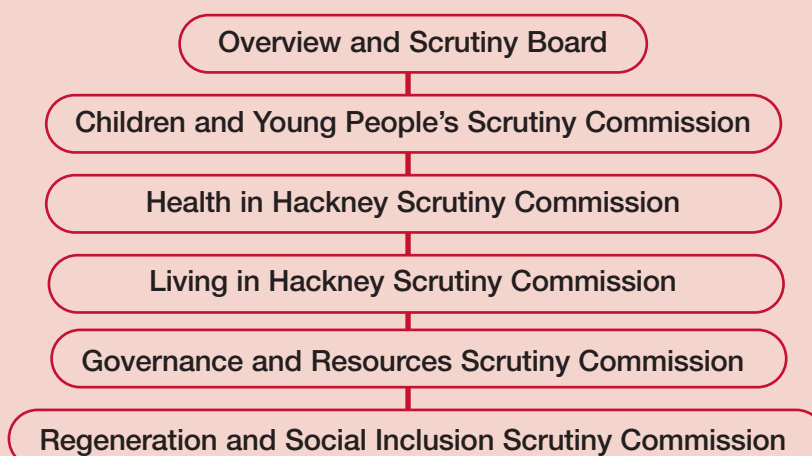 Overview and Scrutiny Board
Children and Young People’s Scrutiny Commission
Health in Hackney Scrutiny Commission
Living in Hackney Scrutiny Commission
Governance and Resources Scrutiny Commission
Regeneration and Social Inclusion Scrutiny Commission